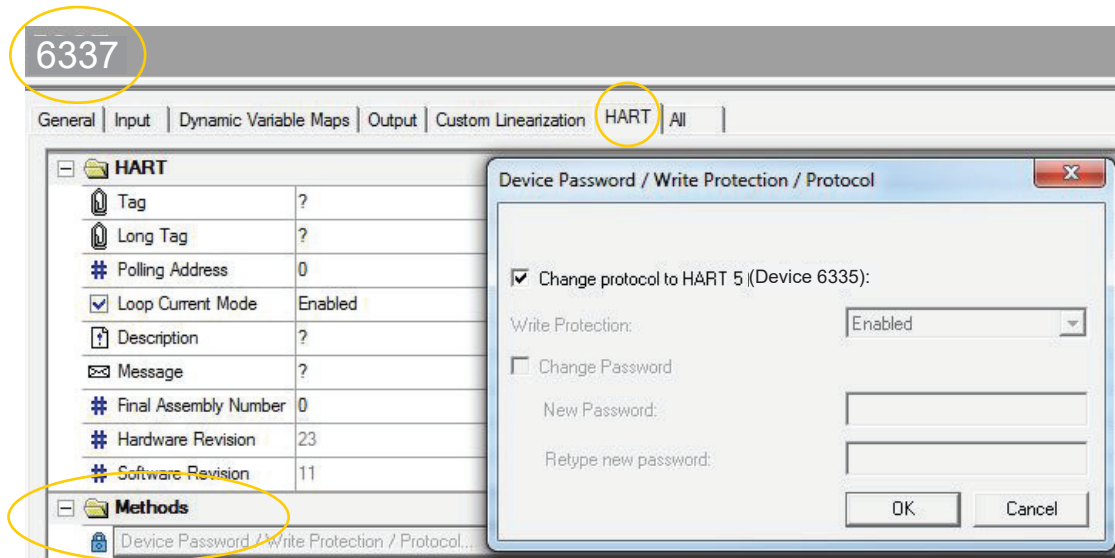 6337
General Input Dynamic Variable Maps Output Custom Linearization HART All
HART
Tag ?
Long Tag ?
# Polling Address 0
Loop Current Mode Enabled
Description ?
Message ?
# Final Assembly Number 0
# Hardware Revision 23
# Software Revision 11
Methods
Device Password / Write Protection / Protocol...
Device Password / Write Protection / Protocol
Change protocol to HART 5 (Device 6335):
Write Protection: Enabled
Change Password
New Password:
Retype new password:
OK Cancel